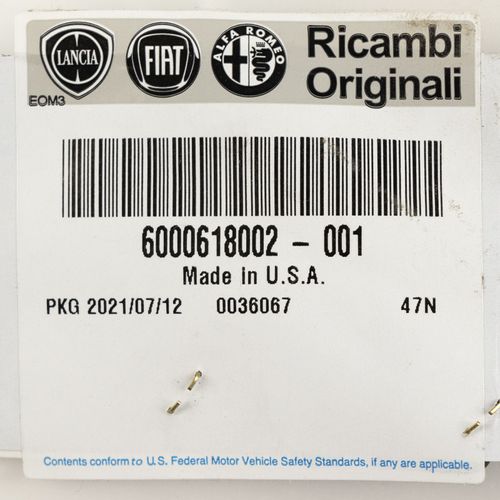 LANCIA FIAT ALFA ROMEO Ricambi
EOM3 Originali
6000618002 - 001
Made in U.S.A.
PKG 2021/07/12 0036067 47N
Contents conform to U.S. Federal Motor Vehicle Safety Standards, if any are applicable.